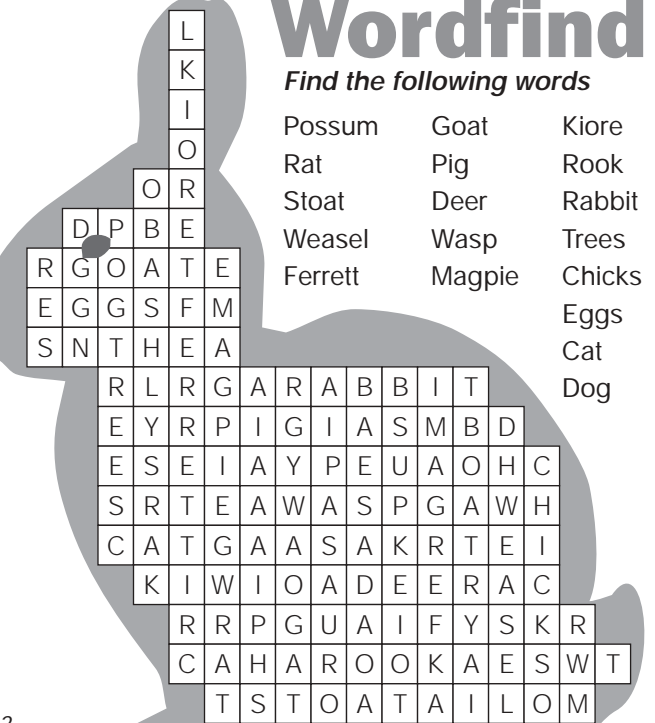 Wordfind
Find the following words
Possum Goat Kiore
Rat Pig Rook
Stoat Deer Rabbit
Weasel Wasp Trees
Ferrett Magpie Chicks
Eggs
Cat
Dog
L
K
I
O
O R
D P B E
R G O A T E
E G G S F M
S N T H E A
R L R G A R A B B I T
E Y R P I G I A S M B D
E S E I A Y P E U A O H C
S R T E A W A S P G A W H
C A T G A A S A K R T E I
K I W I O A D E E R A C
R R P G U A I F Y S K R
C A H A R O O K A E S W T
T S T O A T A I L O M